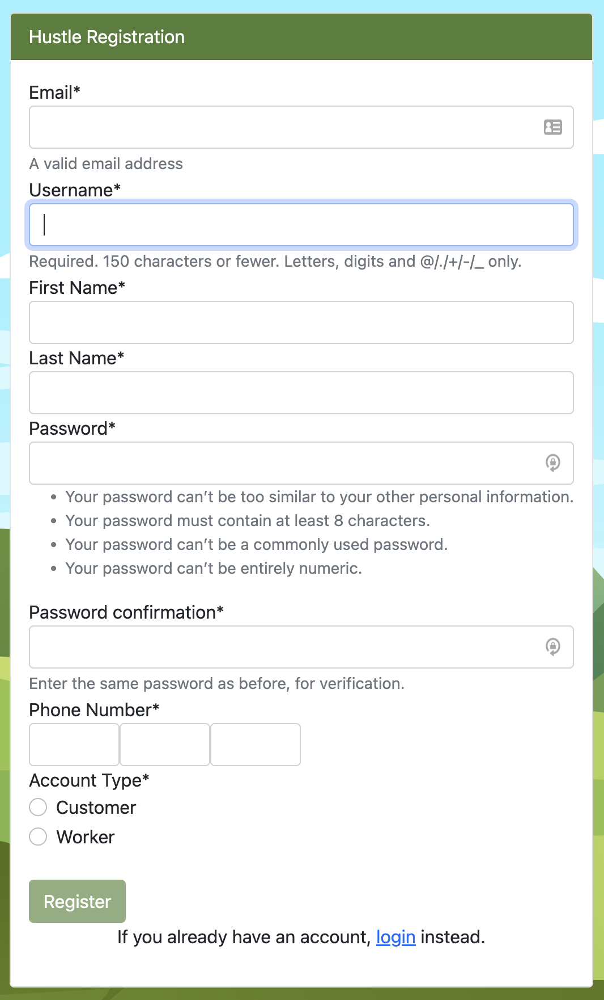 Hustle Registration
Email*
A valid email address
Username*
Required. 150 characters or fewer. Letters, digits and @/./+/-/_ only.
First Name*
Last Name*
Password*
• Your password can’t be too similar to your other personal information.
• Your password must contain at least 8 characters.
• Your password can’t be a commonly used password.
• Your password can’t be entirely numeric.
Password confirmation*
Enter the same password as before, for verification.
Phone Number*
Account Type*
Customer
Worker
Register
If you already have an account, login instead.